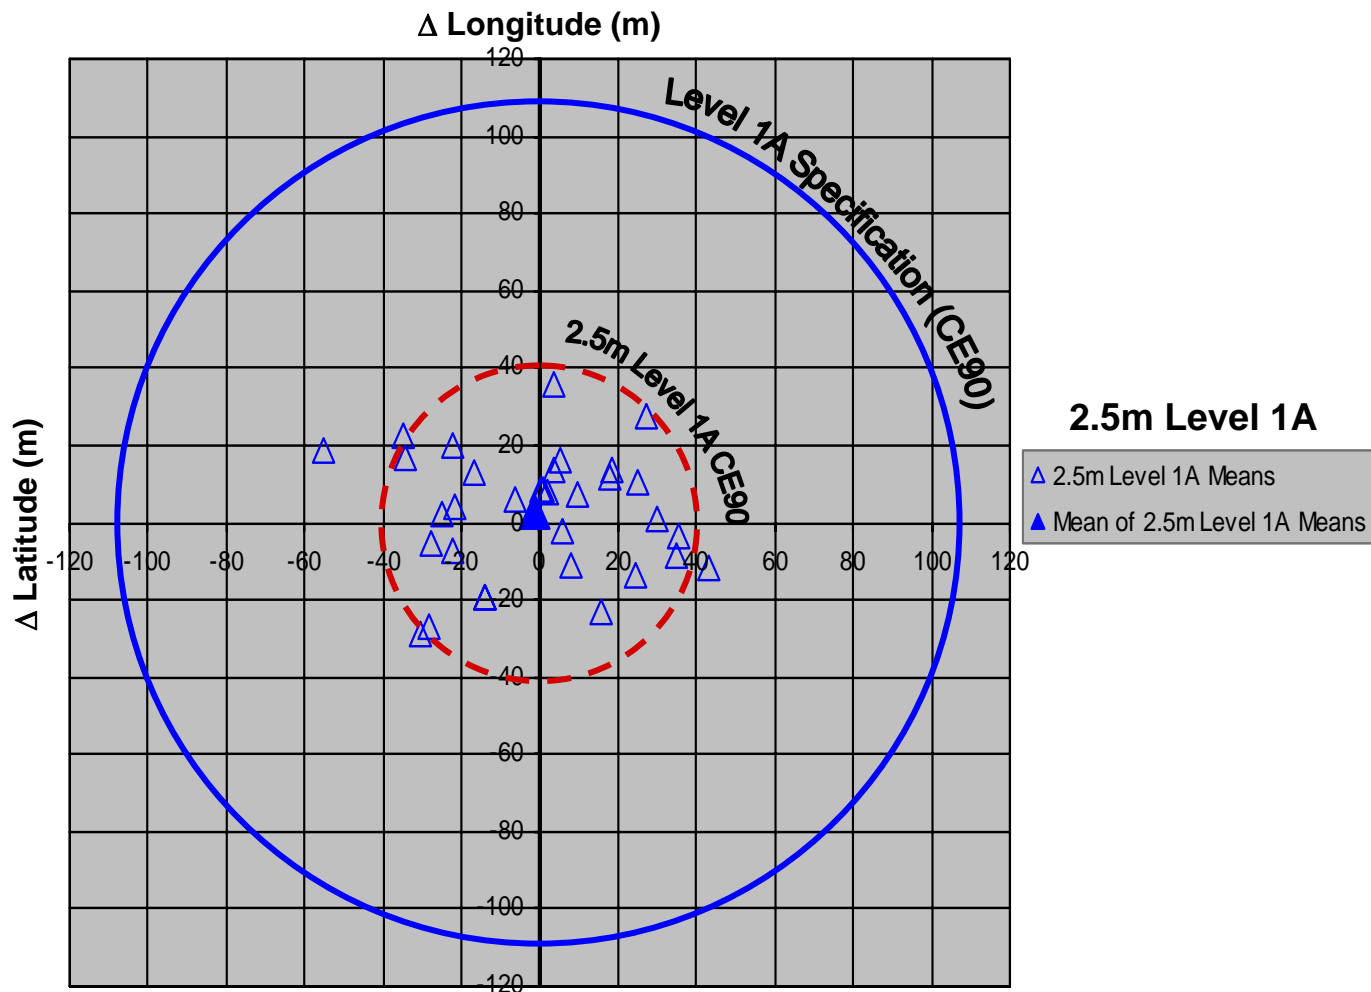 Δ Longitude (m)
120
100
80
60
40
20
0
-20
-40
-60
-80
-100
-120
-120 -100 -80 -60 -40 -20 0 20 40 60 80 100 120
Δ Latitude (m)
Level 1A Specification (CE90)
2.5m Level 1A CE90
2.5m Level 1A
2.5m Level 1A Means
Mean of 2.5m Level 1A Means